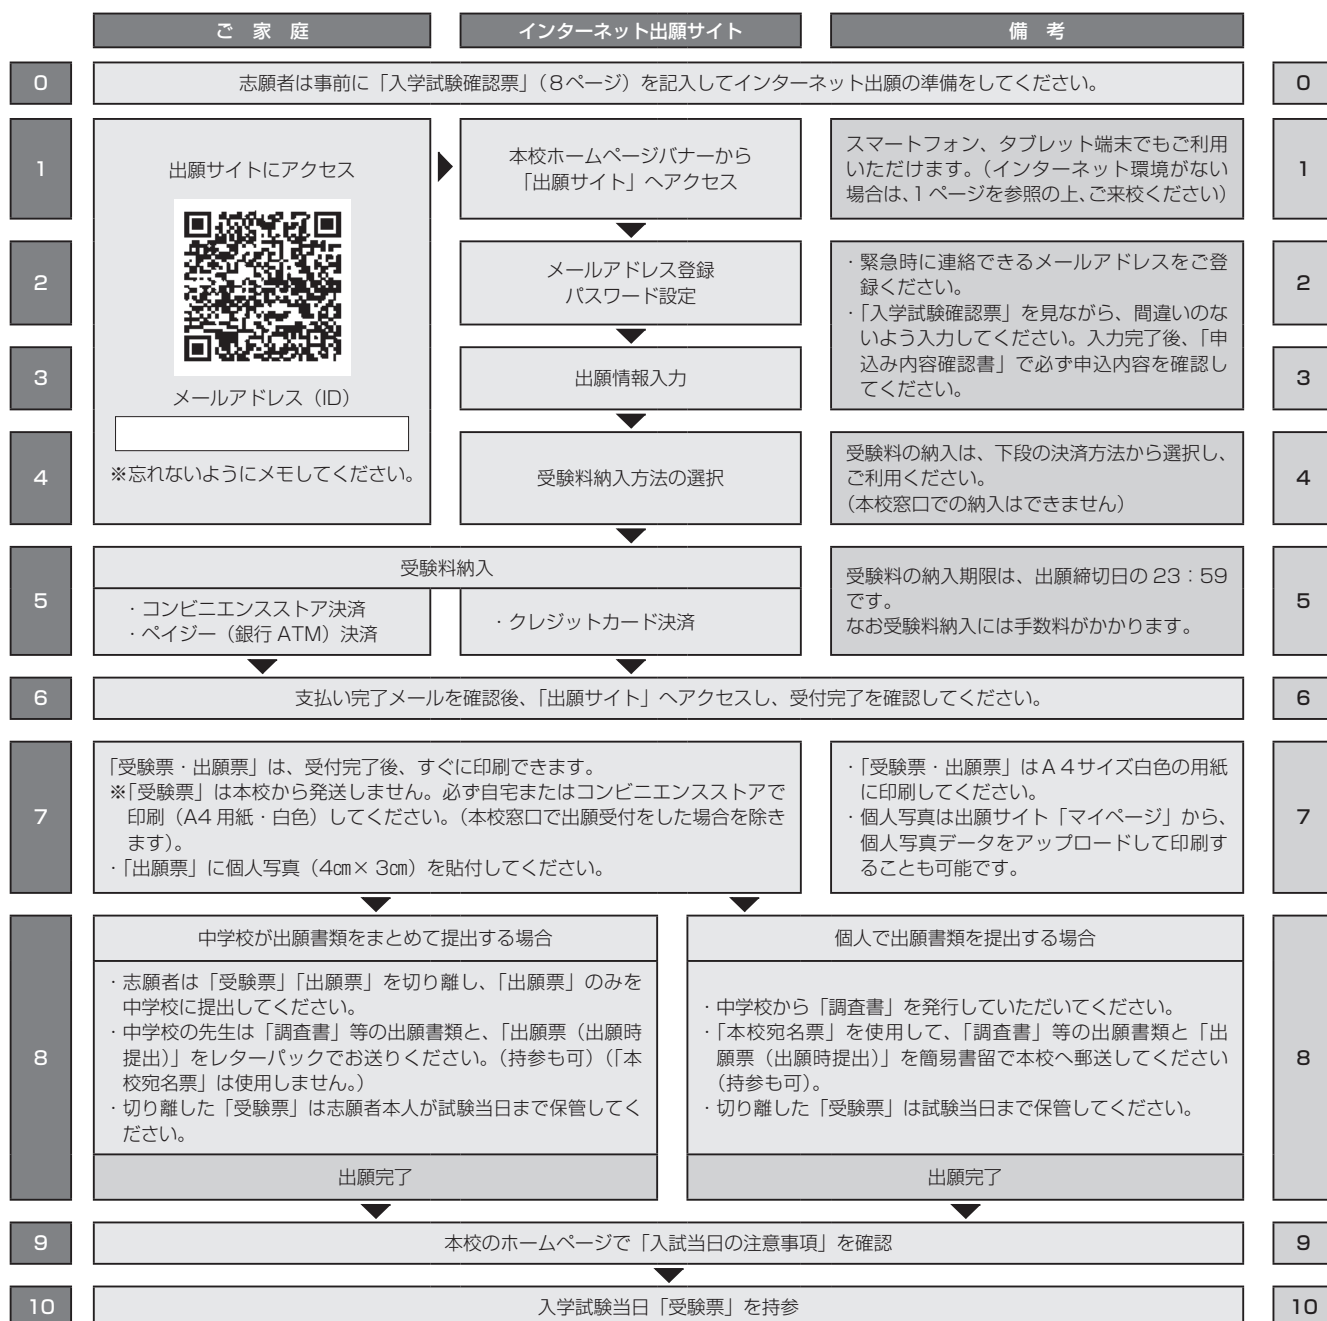 ご 家 庭
インターネット出願サイト
備 考
0
志願者は事前に「入学試験確認票」（8ページ）を記入してインターネット出願の準備をしてください。
0
1
出願サイトにアクセス
メールアドレス（ID）
※忘れないようにメモしてください。
本校ホームページバナーから
「出願サイト」へアクセス
スマートフォン、タブレット端末でもご利用
いただけます。（インターネット環境がない
場合は、1ページを参照の上、ご来校ください）
1
2
メールアドレス登録
パスワード設定
・緊急時に連絡できるメールアドレスをご登
録ください。
・「入学試験確認票」を見ながら、間違いのな
いよう入力してください。入力完了後、「申
込み内容確認書」で必ず申込内容を確認し
てください。
2
3
出願情報入力
3
4
受験料納入方法の選択
受験料の納入は、下段の決済方法から選択し、
ご利用ください。
（本校窓口での納入はできません）
4
5
受験料納入
・コンビニエンスストア決済
・ペイジー（銀行 ATM）決済
・クレジットカード決済
受験料の納入期限は、出願締切日の 23：59
です。
なお受験料納入には手数料がかかります。
5
6
支払い完了メールを確認後、「出願サイト」へアクセスし、受付完了を確認してください。
6
7
「受験票・出願票」は、受付完了後、すぐに印刷できます。
※「受験票」は本校から発送しません。必ず自宅またはコンビニエンスストアで
印刷（A4 用紙・白色）してください。（本校窓口で出願受付をした場合を除き
ます）。
・「出願票」に個人写真（4㎝× 3㎝）を貼付してください。
・「受験票・出願票」はA４サイズ白色の用紙
に印刷してください。
・個人写真は出願サイト「マイページ」から、
個人写真データをアップロードして印刷す
ることも可能です。
7
8
中学校が出願書類をまとめて提出する場合
・志願者は「受験票」「出願票」を切り離し、「出願票」のみを
中学校に提出してください。
・中学校の先生は「調査書」等の出願書類と、「出願票（出願時
提出）」をレターパックでお送りください。（持参も可）（「本
校宛名票」は使用しません。）
・切り離した「受験票」は志願者本人が試験当日まで保管してく
ださい。
出願完了
個人で出願書類を提出する場合
・中学校から「調査書」を発行していただいてください。
・「本校宛名票」を使用して、「調査書」等の出願書類と「出
願票（出願時提出）」を簡易書留で本校へ郵送してください
（持参も可）。
・切り離した「受験票」は試験当日まで保管してください。
出願完了
8
9
本校のホームページで「入試当日の注意事項」を確認
9
10
入学試験当日「受験票」を持参
10